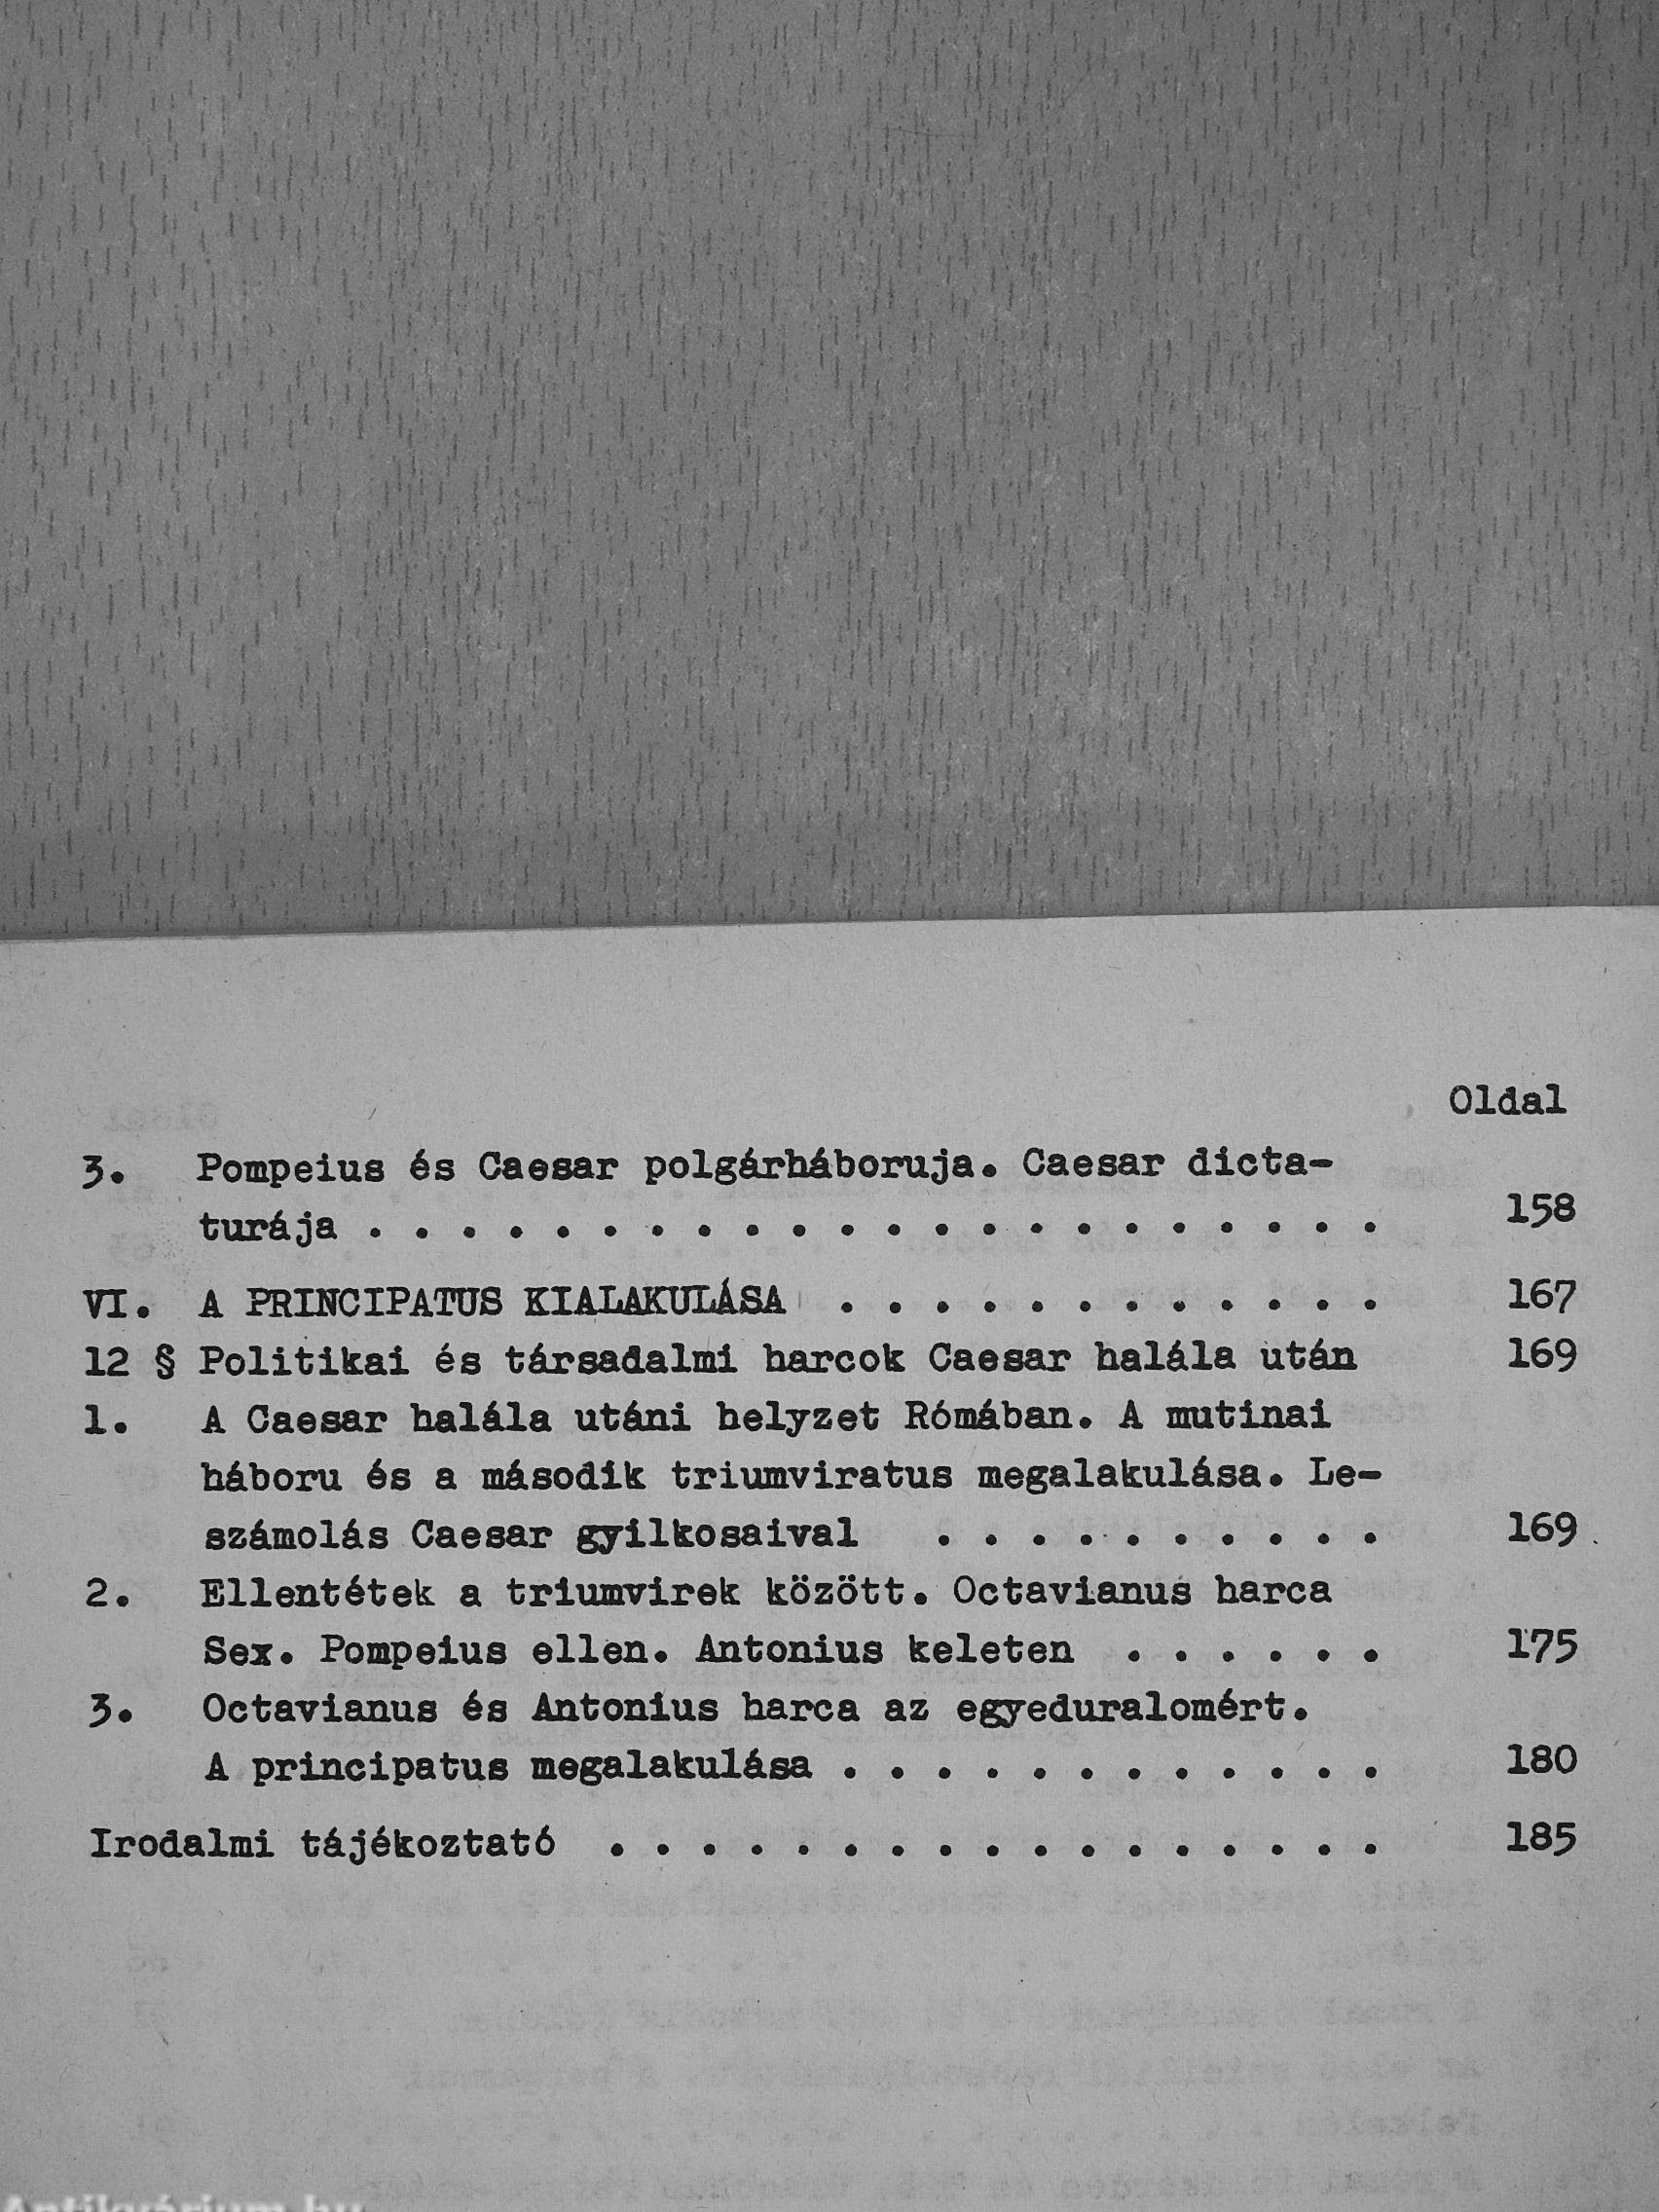 Oldal
3. Pompeius és Caesar polgárháboruja. Caesar dicta-
turája . . . . . . . . . . . . . . . . . . . . . . 158
VI. A PRINCIPATUS KIALAKULÁSA . . . . . . . . . . . . 167
12 § Politikai és társadalmi harcok Caesar halála után 169
1. A Caesar halála utáni helyzet Rómában. A mutinai
háboru és a második triumviratus megalakulása. Le-
számolás Caesar gyilkosaival . . . . . . . . . . 169
2. Ellentétek a triumvirek között. Octavianus harca
Sex. Pompeius ellen. Antonius keleten . . . . . . 175
3. Octavianus és Antonius harca az egyeduralomért.
A principatus megalakulása . . . . . . . . . . . . 180
Irodalmi tájékoztató . . . . . . . . . . . . . . . . . 185
Antikvárium.hu